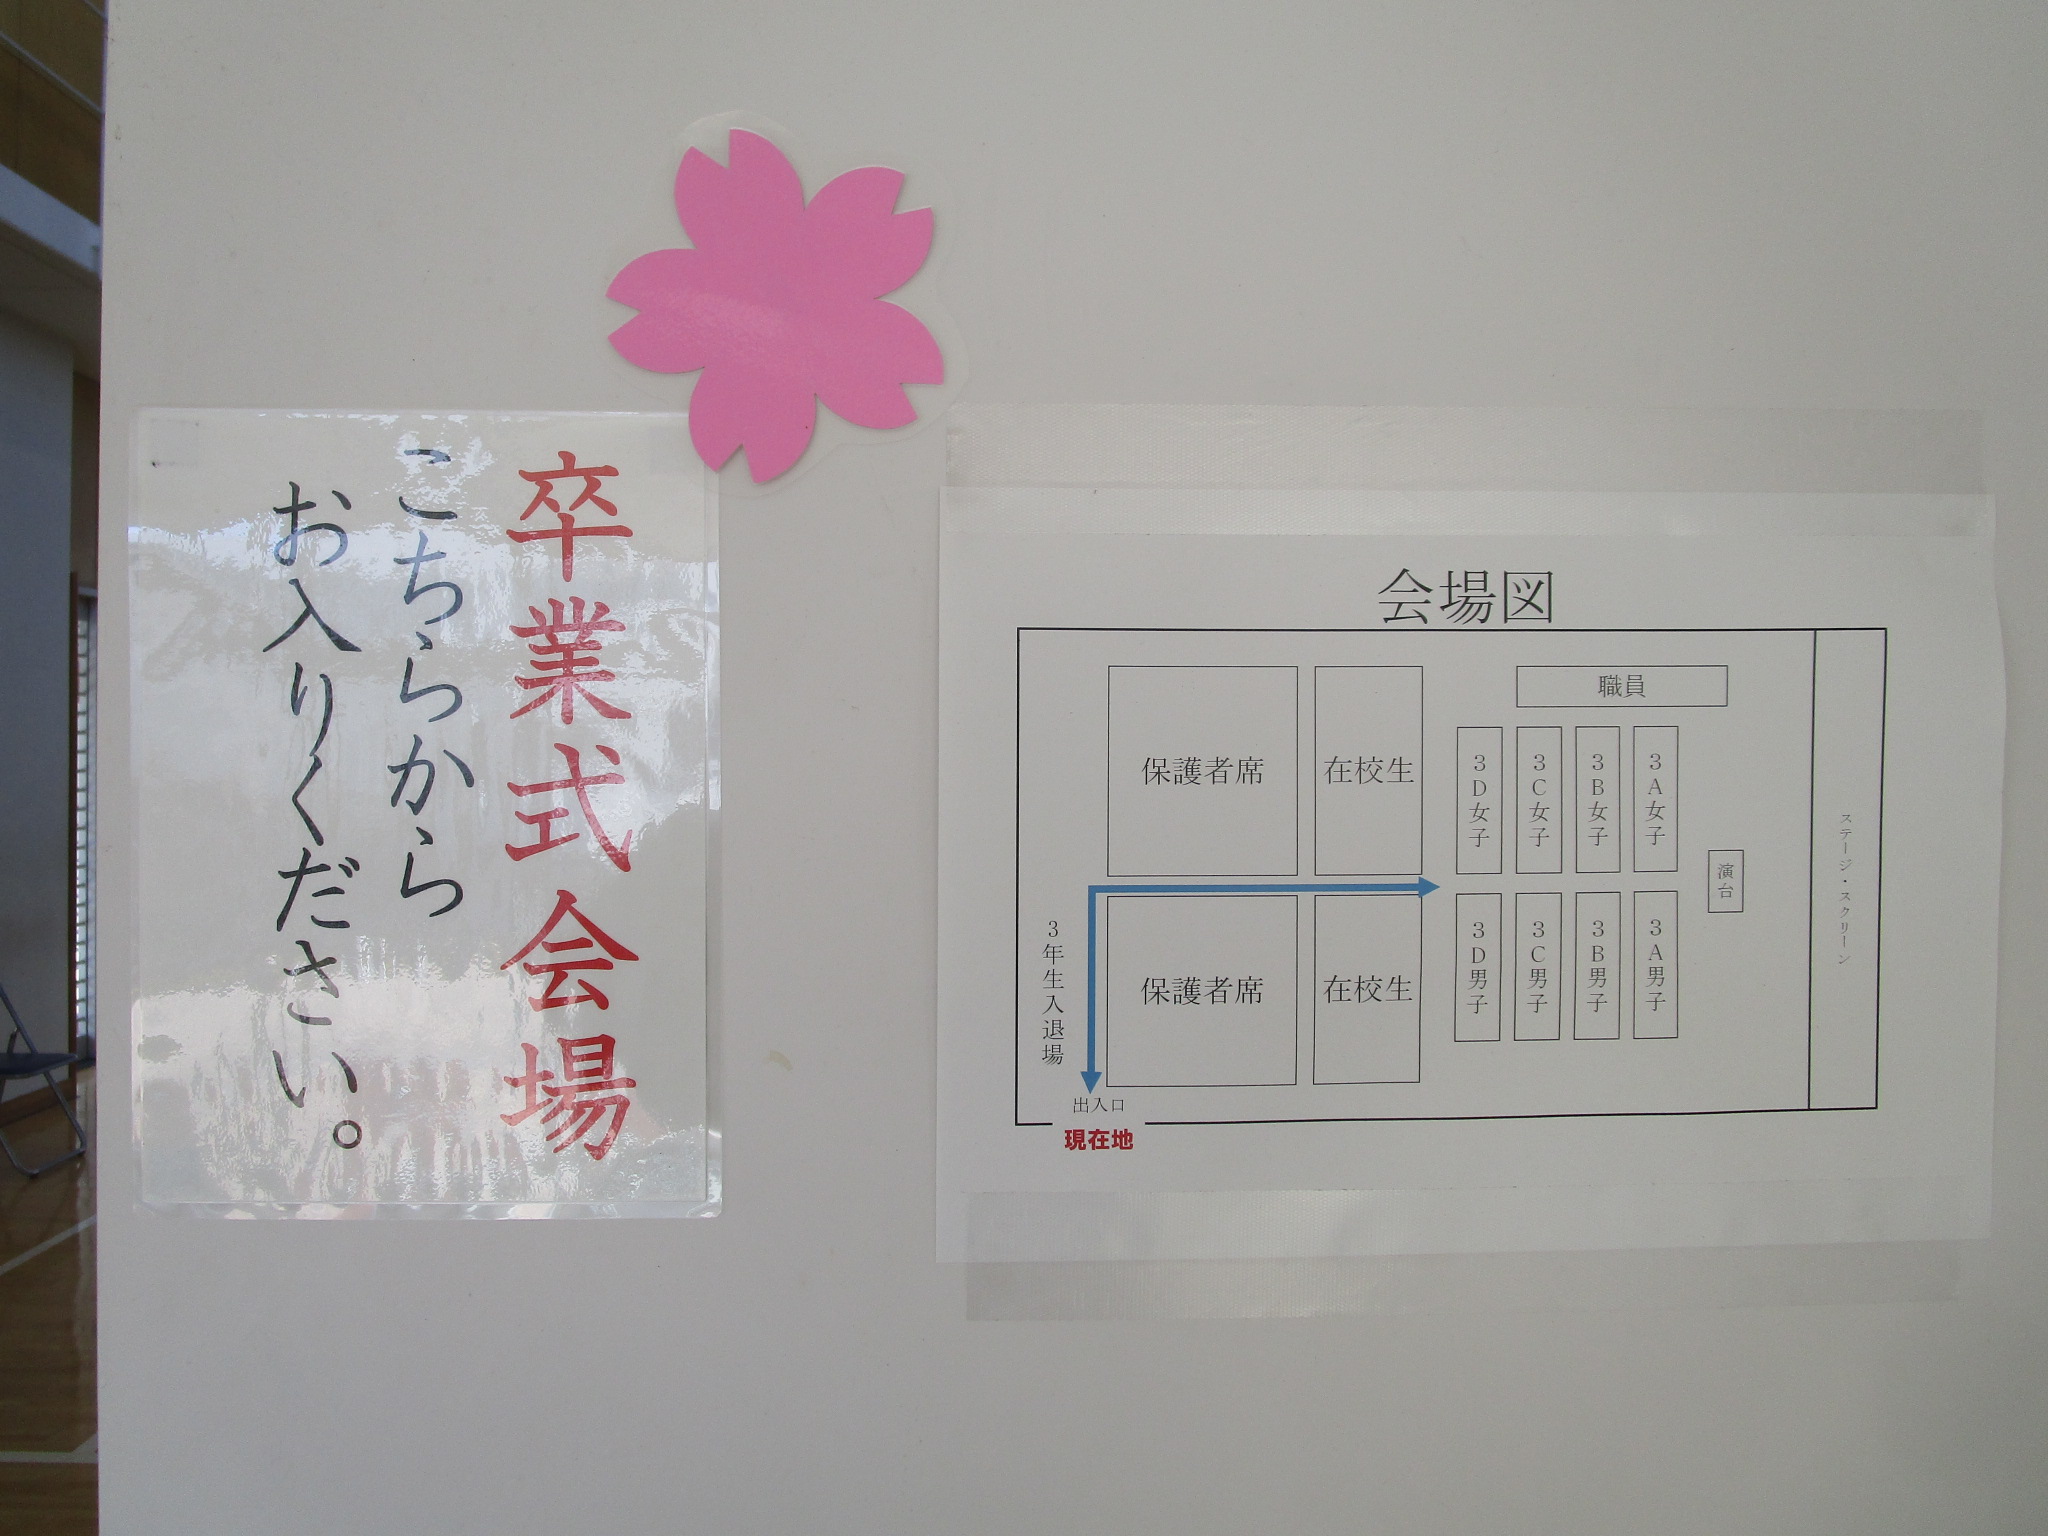 卒業式会場
こちらから
お入りください。
会場図
職員
保護者席
在校生
3D女子
3C女子
3B女子
3A女子
演台
ステージ・スクリーン
3年生入退場
保護者席
在校生
3D男子
3C男子
3B男子
3A男子
出入口
現在地